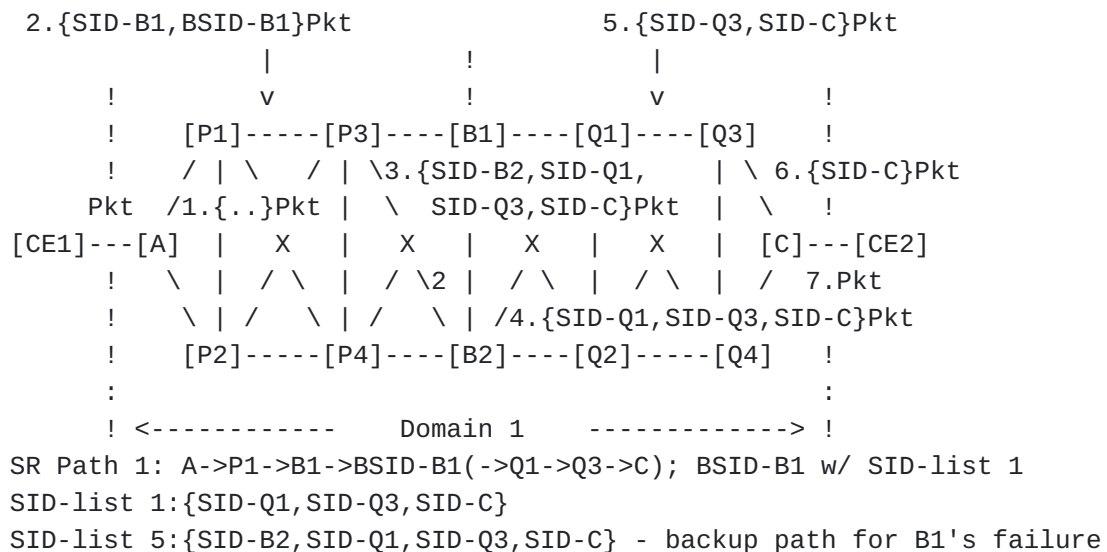 2.{SID-B1,BSID-B1}Pkt                5.{SID-Q3,SID-C}Pkt
|            !           |
!         v            !           v          !
!    [P1]-----[P3]----[B1]----[Q1]----[Q3]    !
!    / | \   / | \3.{SID-B2,SID-Q1,    | \ 6.{SID-C}Pkt
Pkt  /1.{..}Pkt |  \  SID-Q3,SID-C}Pkt  |  \   !
[CE1]---[A]  |   X   |   X   |   X   |   X   |  [C]---[CE2]
!   \  |  / \  |  / \2 |  / \  |  / \  |  /  7.Pkt
!    \ | /   \ | /   \ | /4.{SID-Q1,SID-Q3,SID-C}Pkt
!    [P2]-----[P4]----[B2]----[Q2]-----[Q4]   !
:                                             :
! <------------   Domain 1   -------------> !
SR Path 1: A->P1->B1->BSID-B1(->Q1->Q3->C); BSID-B1 w/ SID-list 1
SID-list 1:{SID-Q1,SID-Q3,SID-C}
SID-list 5:{SID-B2,SID-Q1,SID-Q3,SID-C} - backup path for B1's failure